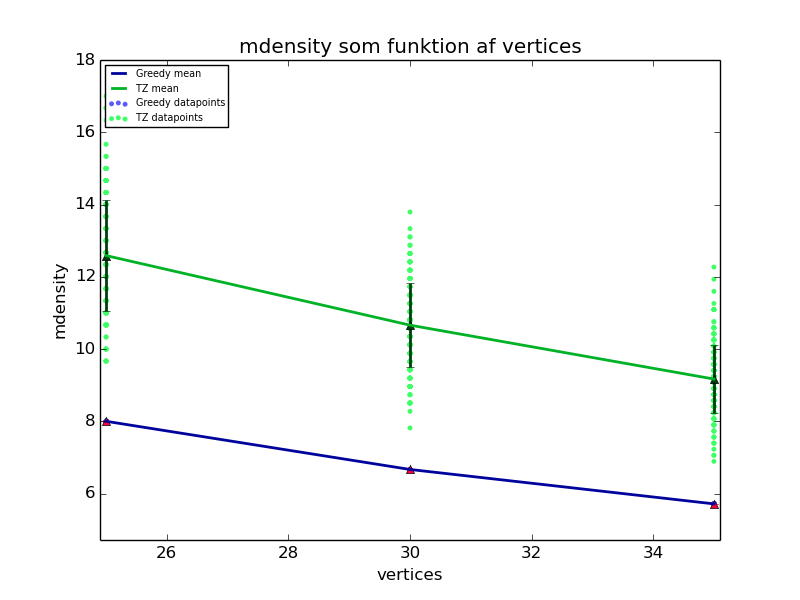 mdensity som funktion af vertices
Greedy mean
TZ mean
Greedy datapoints
TZ datapoints
18
16
14
12
10
8
6
mdensity
26
28
30
32
34
vertices